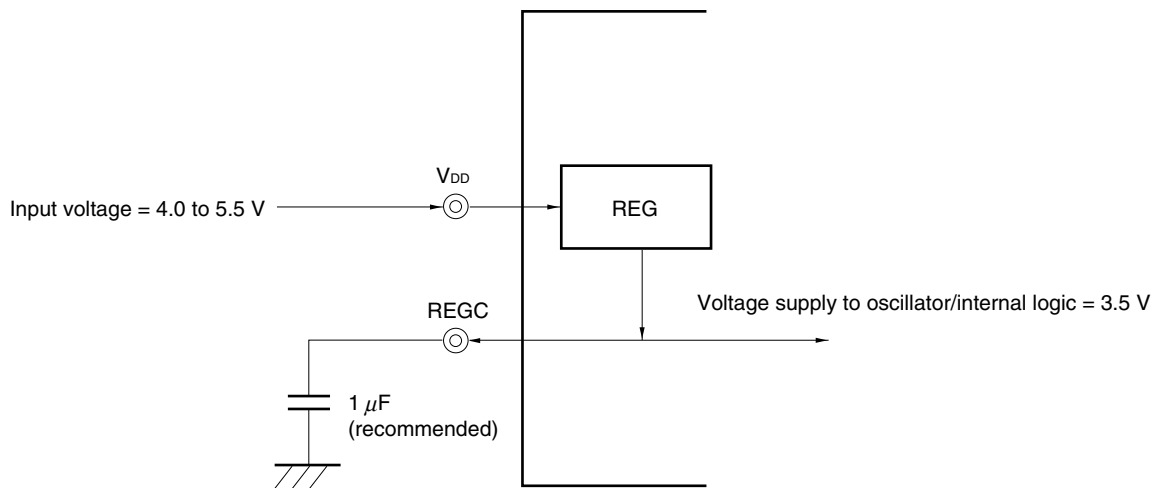 VDD
Input voltage = 4.0 to 5.5 V
REG
REGC
Voltage supply to oscillator/internal logic = 3.5 V
1 μF
(recommended)